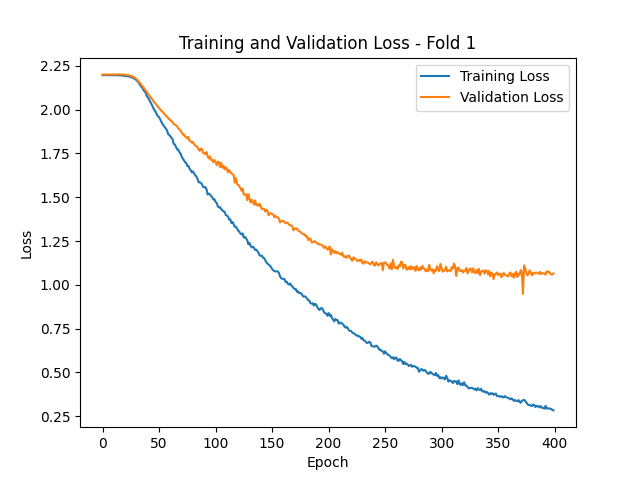 Training and Validation Loss - Fold 1
Training Loss
Validation Loss
2.25
2.00
1.75
1.50
1.25
1.00
0.75
0.50
0.25
Loss
0 50 100 150 200 250 300 350 400
Epoch